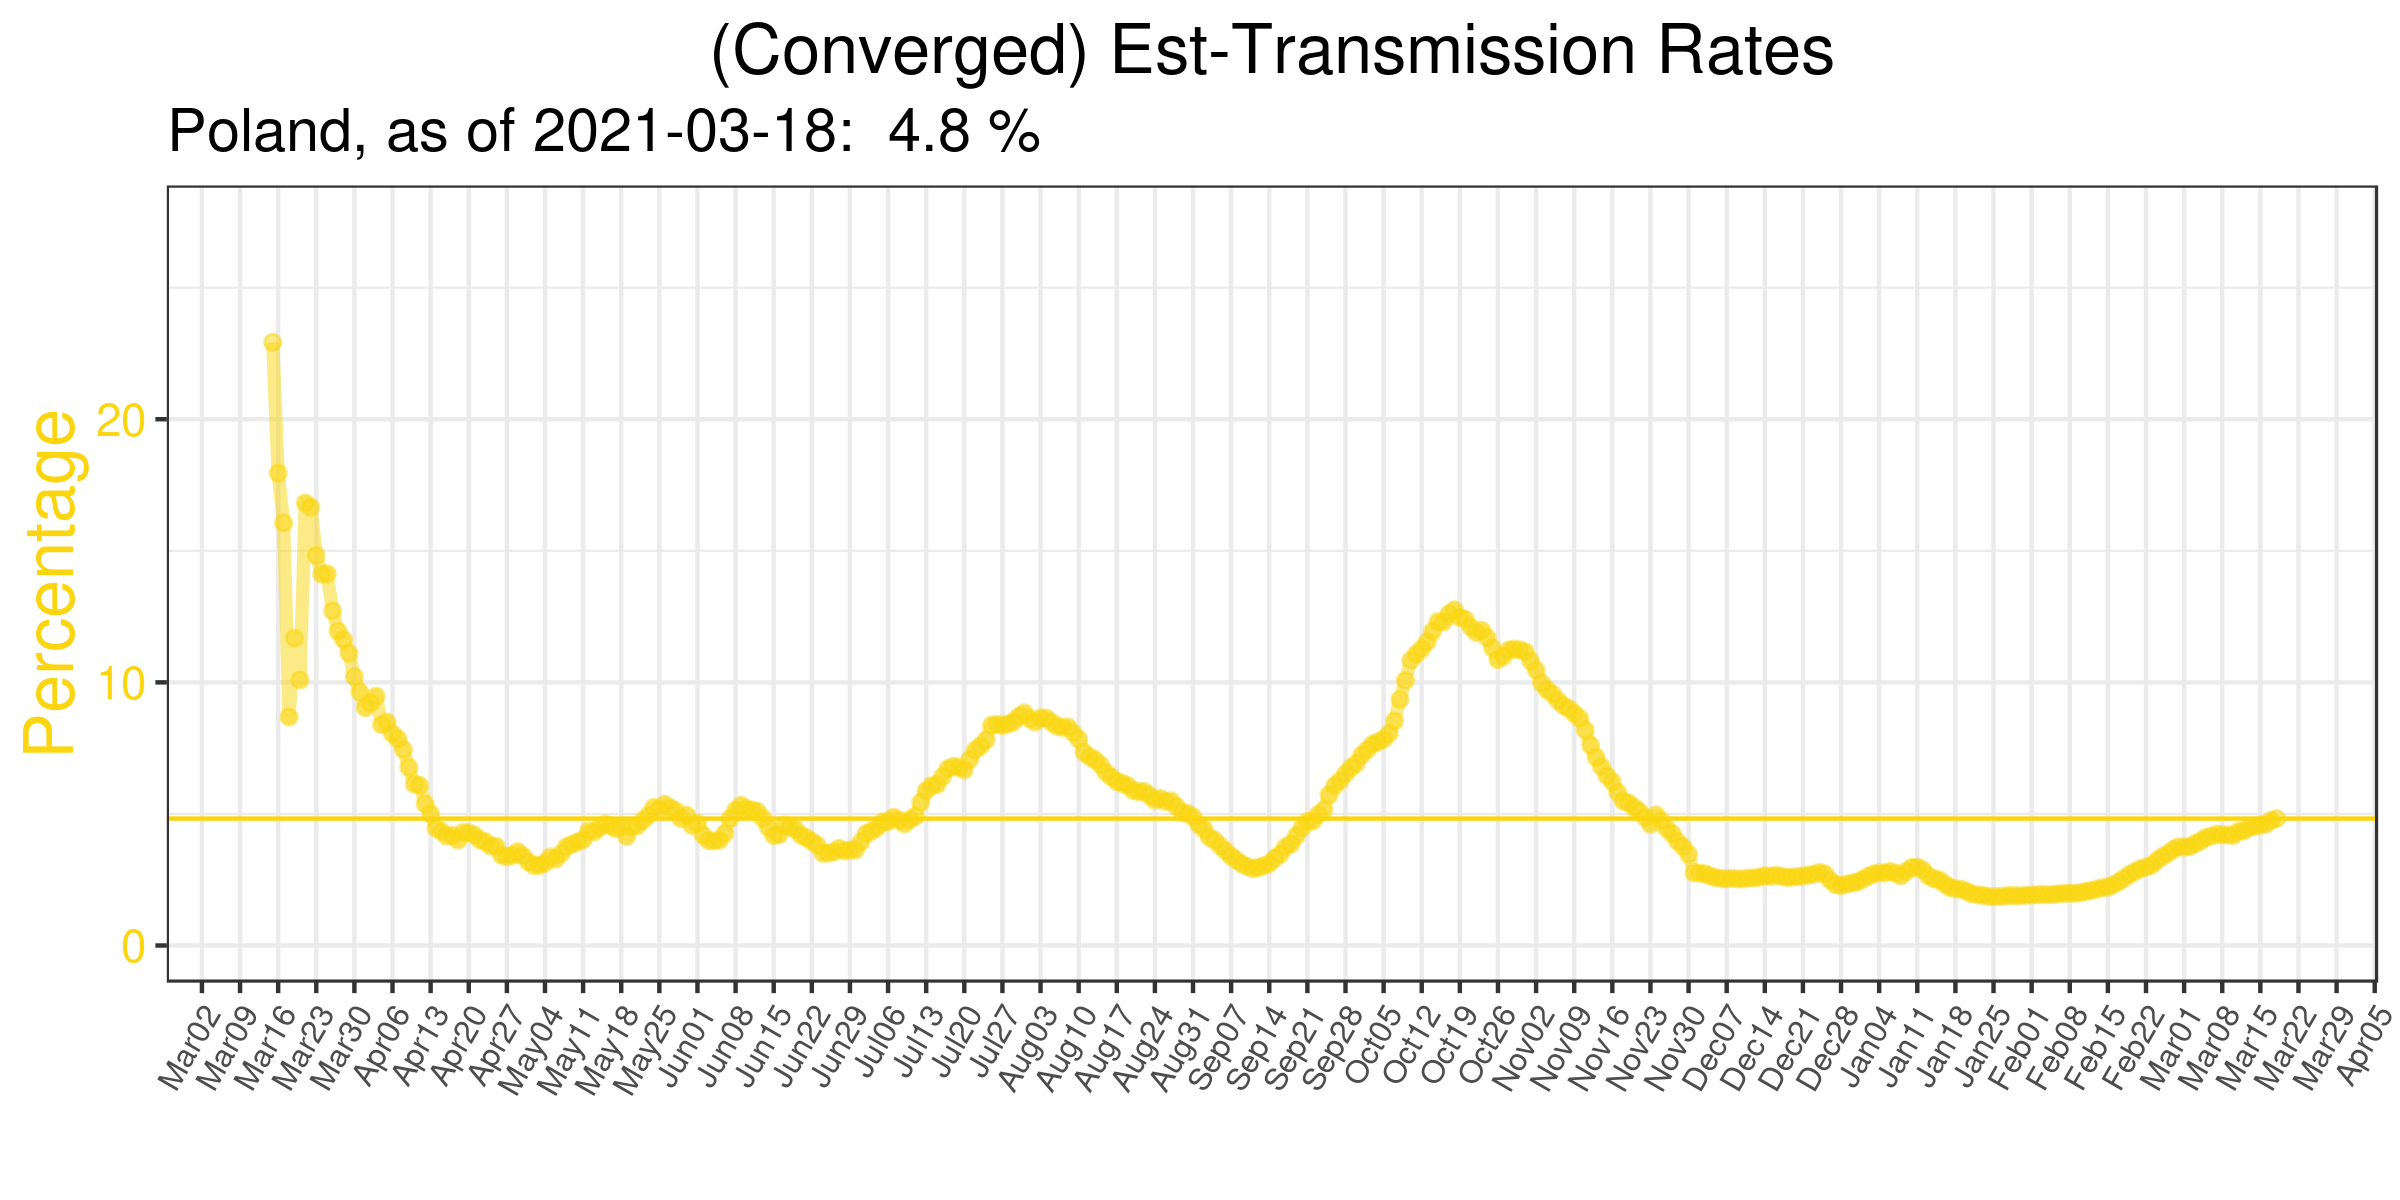 (Converged) Est-Transmission Rates
Poland, as of 2021-03-18:  4.8 %
Percentage
20
10
0
Mar02
Mar09
Mar16
Mar23
Mar30
Apr06
Apr13
Apr20
Apr27
May04
May11
May18
May25
Jun01
Jun08
Jun15
Jun22
Jun29
Jul06
Jul13
Jul20
Jul27
Aug03
Aug10
Aug17
Aug24
Aug31
Sep07
Sep14
Sep21
Sep28
Oct05
Oct12
Oct19
Oct26
Nov02
Nov09
Nov16
Nov23
Nov30
Dec07
Dec14
Dec21
Dec28
Jan04
Jan11
Jan18
Jan25
Feb01
Feb08
Feb15
Feb22
Mar01
Mar08
Mar15
Mar22
Mar29
Apr05